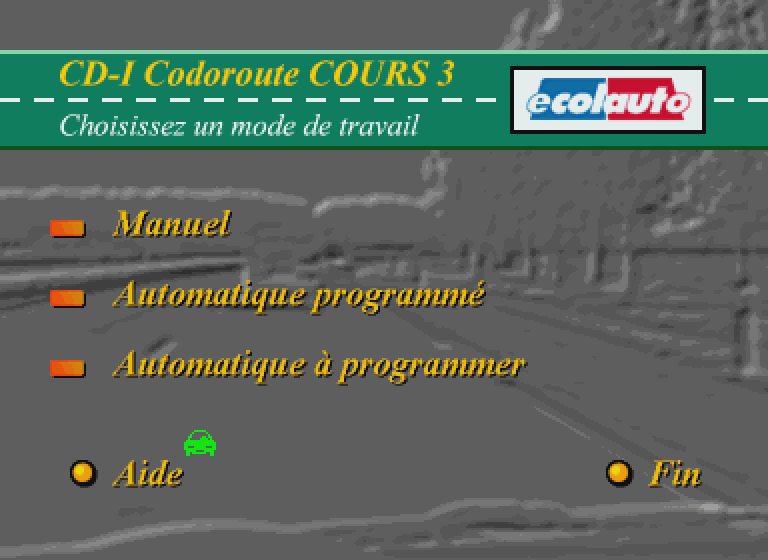 CD-I Codoroute COURS 3
ecolauto
Choisissez un mode de travail
Manuel
Automatique programmé
Automatique à programmer
Aide
Fin